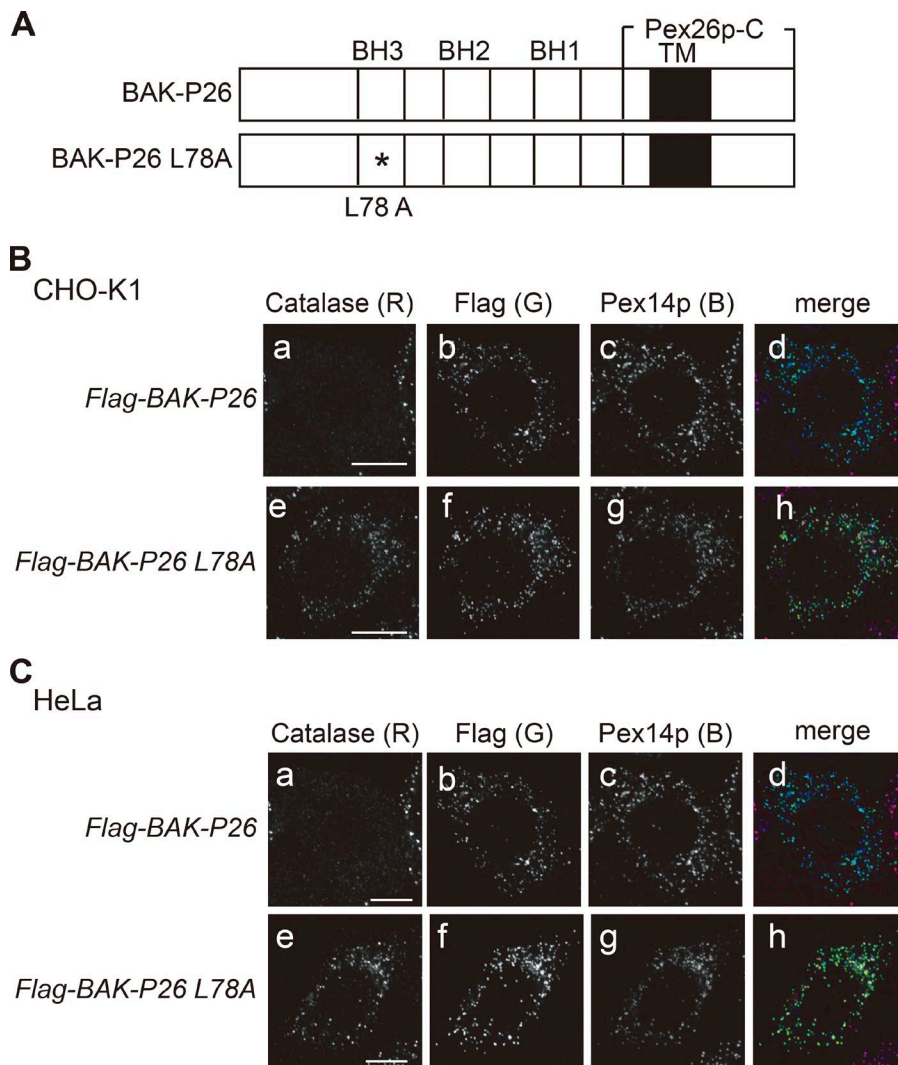 A
Pex26p-C
BH3 BH2 BH1 TM
BAK-P26
BAK-P26 L78A *
L78 A
B
CHO-K1
Catalase (R) Flag (G) Pex14p (B) merge
a b c d
Flag-BAK-P26
e f g h
Flag-BAK-P26 L78A
C
HeLa
Catalase (R) Flag (G) Pex14p (B) merge
a b c d
Flag-BAK-P26
e f g h
Flag-BAK-P26 L78A